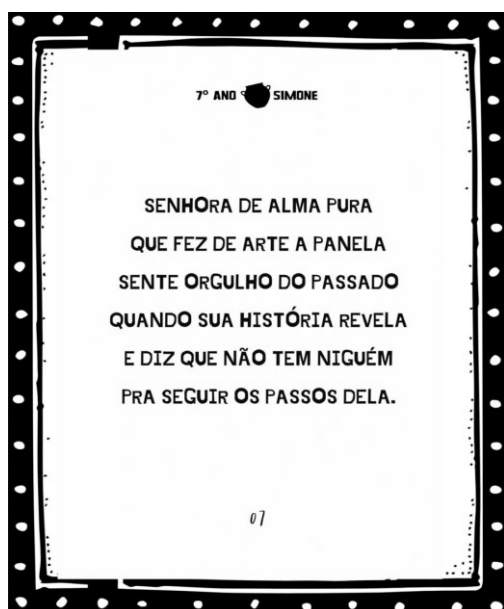 7º ANO SIMONE
SENHORA DE ALMA PURA
QUE FEZ DE ARTE A PANELA
SENTE ORGULHO DO PASSADO
QUANDO SUA HISTÓRIA REVELA
E DIZ QUE NÃO TEM NIGUÉM
PRA SEGUIR OS PASSOS DELA.
07